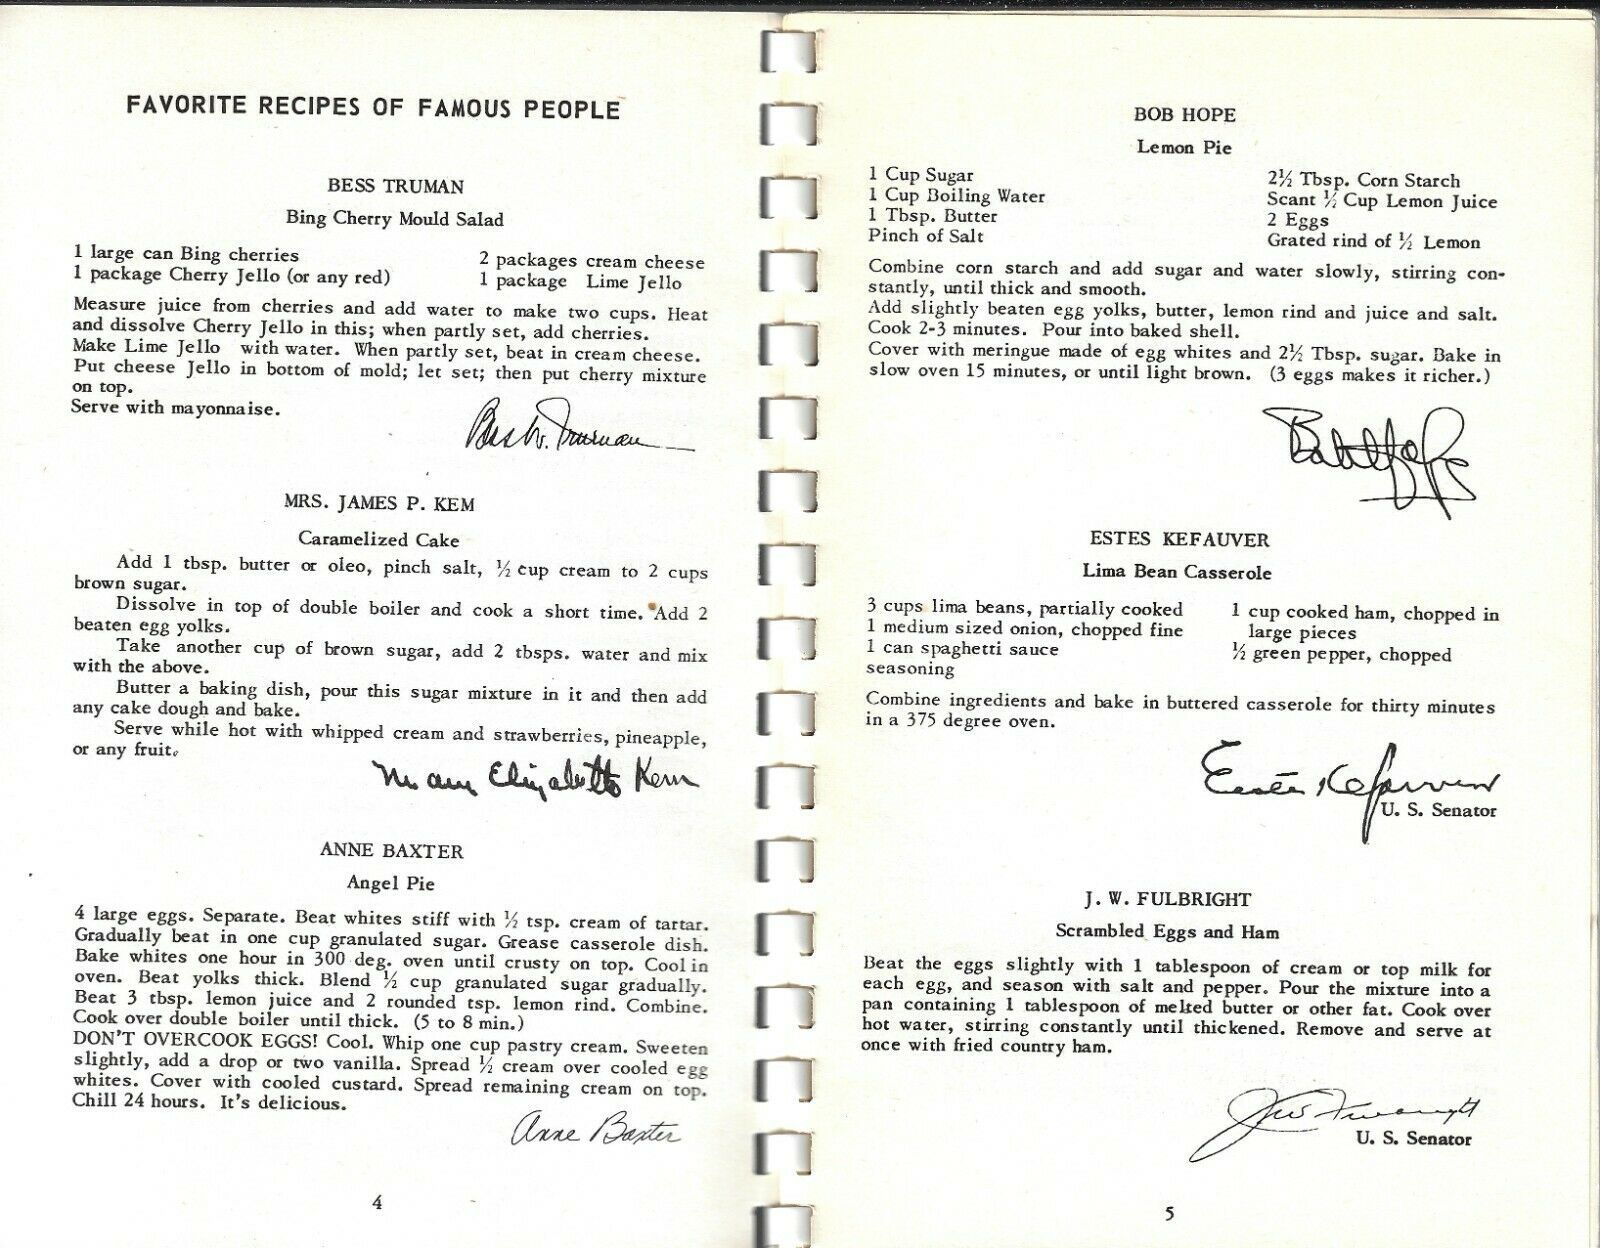 FAVORITE RECIPES OF FAMOUS PEOPLE
BESS TRUMAN
Bing Cherry Mould Salad
1 large can Bing cherries
1 package Cherry Jello (or any red)
2 packages cream cheese
1 package Lime Jello
Measure juice from cherries and add water to make two cups. Heat
and dissolve Cherry Jello in this; when partly set, add cherries.
Make Lime Jello with water. When partly set, beat in cream cheese.
Put cheese Jello in bottom of mold; let set; then put cherry mixture
on top.
Serve with mayonnaise.
Bess W. Truman
MRS. JAMES P. KEM
Caramelized Cake
Add 1 tbsp. butter or oleo, pinch salt, ½ cup cream to 2 cups
brown sugar.
Dissolve in top of double boiler and cook a short time. Add 2
beaten egg yolks.
Take another cup of brown sugar, add 2 tbsps. water and mix
with the above.
Butter a baking dish, pour this sugar mixture in it and then add
any cake dough and bake.
Serve while hot with whipped cream and strawberries, pineapple,
or any fruit.
Mary Elizabeth Kem
ANNE BAXTER
Angel Pie
4 large eggs. Separate. Beat whites stiff with ½ tsp. cream of tartar.
Gradually beat in one cup granulated sugar. Grease casserole dish.
Bake whites one hour in 300 deg. oven until crusty on top. Cool in
oven. Beat yolks thick. Blend ½ cup granulated sugar gradually.
Beat 3 tbsp. lemon juice and 2 rounded tsp. lemon rind. Combine.
Cook over double boiler until thick. (5 to 8 min.)
DON'T OVERCOOK EGGS! Cool. Whip one cup pastry cream. Sweeten
slightly, add a drop or two vanilla. Spread ½ cream over cooled egg
whites. Cover with cooled custard. Spread remaining cream on top.
Chill 24 hours. It's delicious.
Anne Baxter
4
BOB HOPE
Lemon Pie
1 Cup Sugar
1 Cup Boiling Water
1 Tbsp. Butter
Pinch of Salt
2½ Tbsp. Corn Starch
Scant ½ Cup Lemon Juice
2 Eggs
Grated rind of ½ Lemon
Combine corn starch and add sugar and water slowly, stirring con-
stantly, until thick and smooth.
Add slightly beaten egg yolks, butter, lemon rind and juice and salt.
Cook 2-3 minutes. Pour into baked shell.
Cover with meringue made of egg whites and 2½ Tbsp. sugar. Bake in
slow oven 15 minutes, or until light brown. (3 eggs makes it richer.)
Bob Hope
ESTES KEFAUVER
Lima Bean Casserole
3 cups lima beans, partially cooked
1 medium sized onion, chopped fine
1 can spaghetti sauce
seasoning
1 cup cooked ham, chopped in
large pieces
½ green pepper, chopped
Combine ingredients and bake in buttered casserole for thirty minutes
in a 375 degree oven.
Estes Kefauver
U. S. Senator
J. W. FULBRIGHT
Scrambled Eggs and Ham
Beat the eggs slightly with 1 tablespoon of cream or top milk for
each egg, and season with salt and pepper. Pour the mixture into a
pan containing 1 tablespoon of melted butter or other fat. Cook over
hot water, stirring constantly until thickened. Remove and serve at
once with fried country ham.
J W Fulbright
U. S. Senator
5